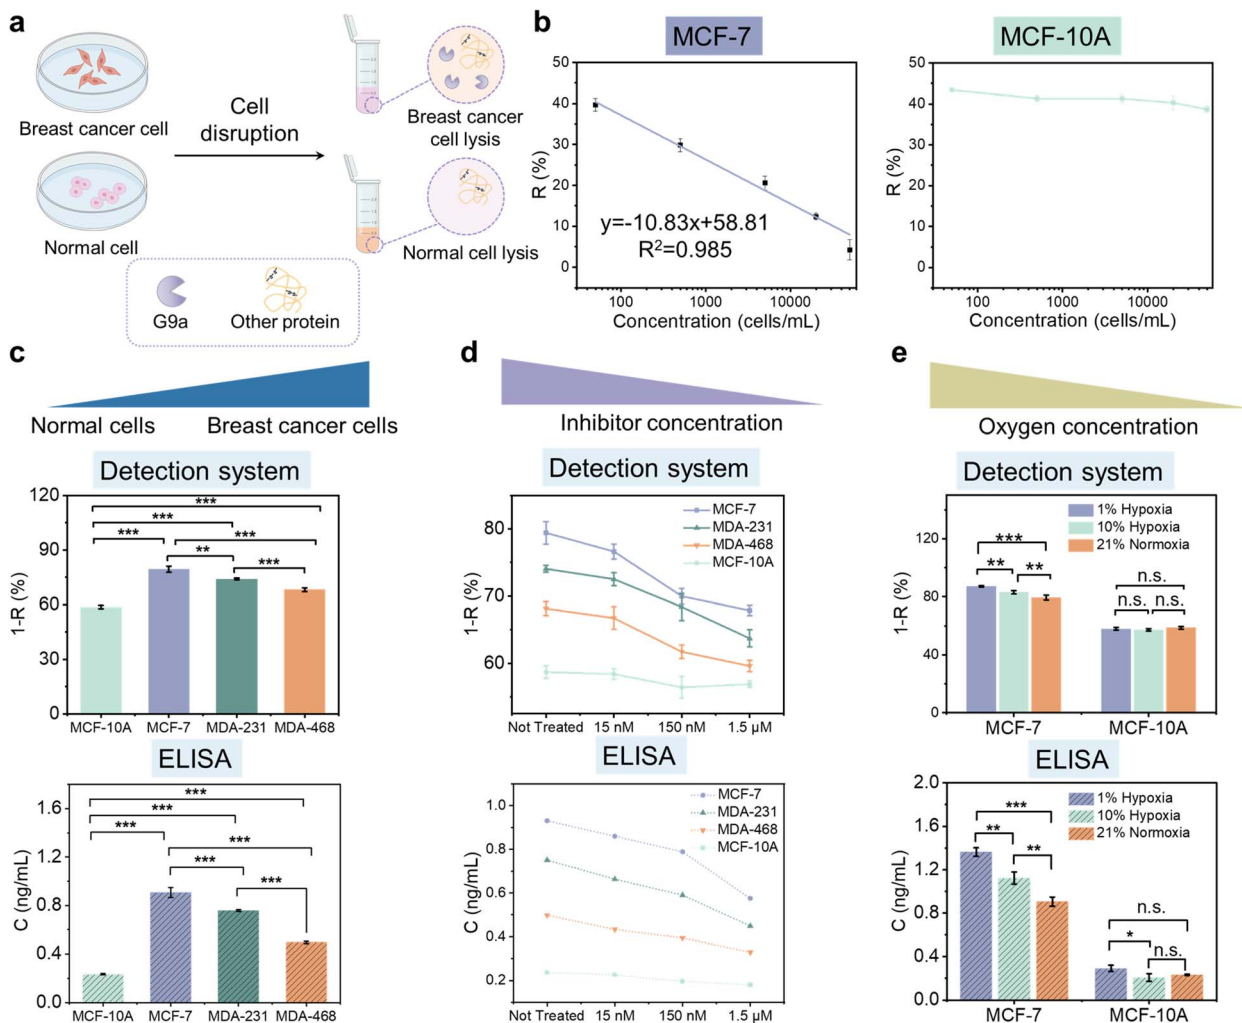 a
Breast cancer cell
Cell
disruption
Breast cancer
cell lysis
Normal cell
Normal cell lysis
G9a
Other protein
b
MCF-7
R (%)
50
40
30
20
10
0
y=-10.83x+58.81
R²=0.985
100
1000
10000
Concentration (cells/mL)
MCF-10A
R (%)
50
40
30
20
10
0
100
1000
10000
Concentration (cells/mL)
c
Normal cells
Breast cancer cells
Detection system
1-R (%)
120
90
60
30
0
***
***
***
***
**
***
MCF-10A
MCF-7
MDA-231
MDA-468
ELISA
C (ng/mL)
1.6
1.2
0.8
0.4
0.0
***
***
***
***
***
***
MCF-10A
MCF-7
MDA-231
MDA-468
d
Inhibitor concentration
Detection system
1-R (%)
80
70
60
MCF-7
MDA-231
MDA-468
MCF-10A
Not Treated
15 nM
150 nM
1.5 μM
ELISA
C (ng/mL)
1.0
0.8
0.6
0.4
0.2
MCF-7
MDA-231
MDA-468
MCF-10A
Not Treated
15 nM
150 nM
1.5 μM
e
Oxygen concentration
Detection system
1-R (%)
120
80
40
0
1% Hypoxia
10% Hypoxia
21% Normoxia
***
**
**
n.s.
n.s.
n.s.
MCF-7
MCF-10A
ELISA
C (ng/mL)
1.8
1.5
1.2
0.9
0.6
0.3
0.0
1% Hypoxia
10% Hypoxia
21% Normoxia
***
**
**
n.s.
*
n.s.
MCF-7
MCF-10A